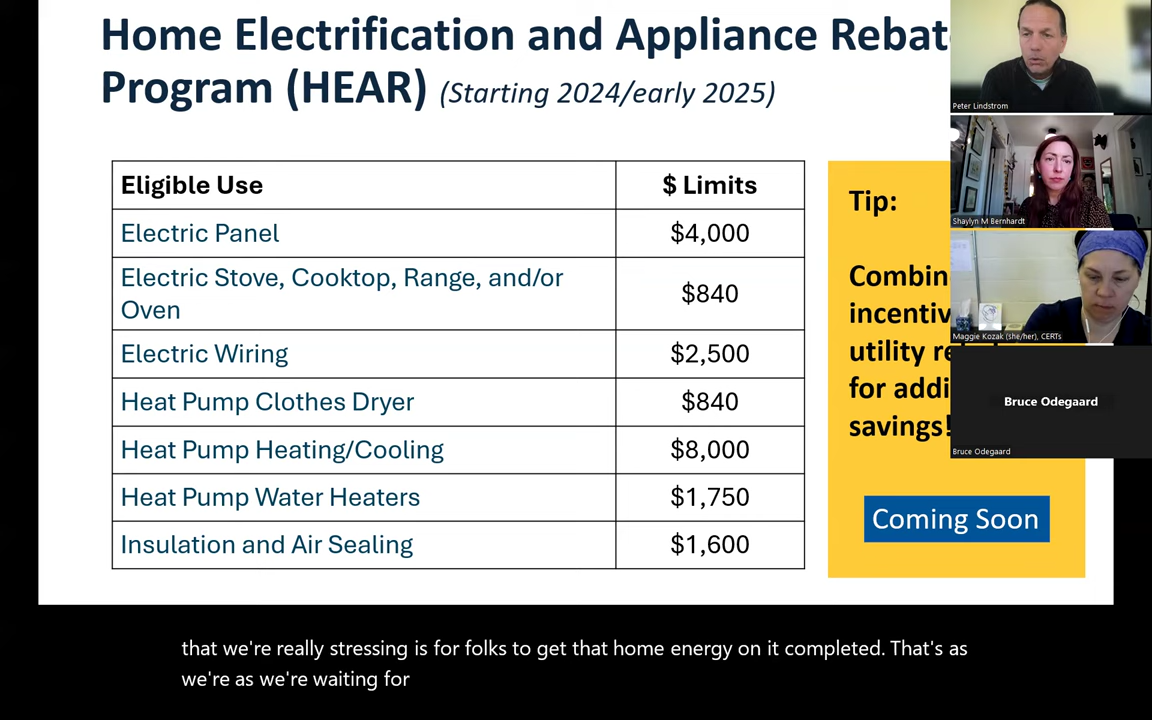 Home Electrification and Appliance Rebat
Program (HEAR) (Starting 2024/early 2025)
Eligible Use
$ Limits
Electric Panel
$4,000
Electric Stove, Cooktop, Range, and/or
Oven
$840
Electric Wiring
$2,500
Heat Pump Clothes Dryer
$840
Heat Pump Heating/Cooling
$8,000
Heat Pump Water Heaters
$1,750
Insulation and Air Sealing
$1,600
Tip:
Combin
incentiv
utility re
for addi
savings!
Coming Soon
Peter Lindstrom
Shaylyn M Bernhardt
Maggie Kozak (she/her), CERTs
Bruce Odegaard
Bruce Odegaard
that we're really stressing is for folks to get that home energy on it completed. That's as
we're as we're waiting for